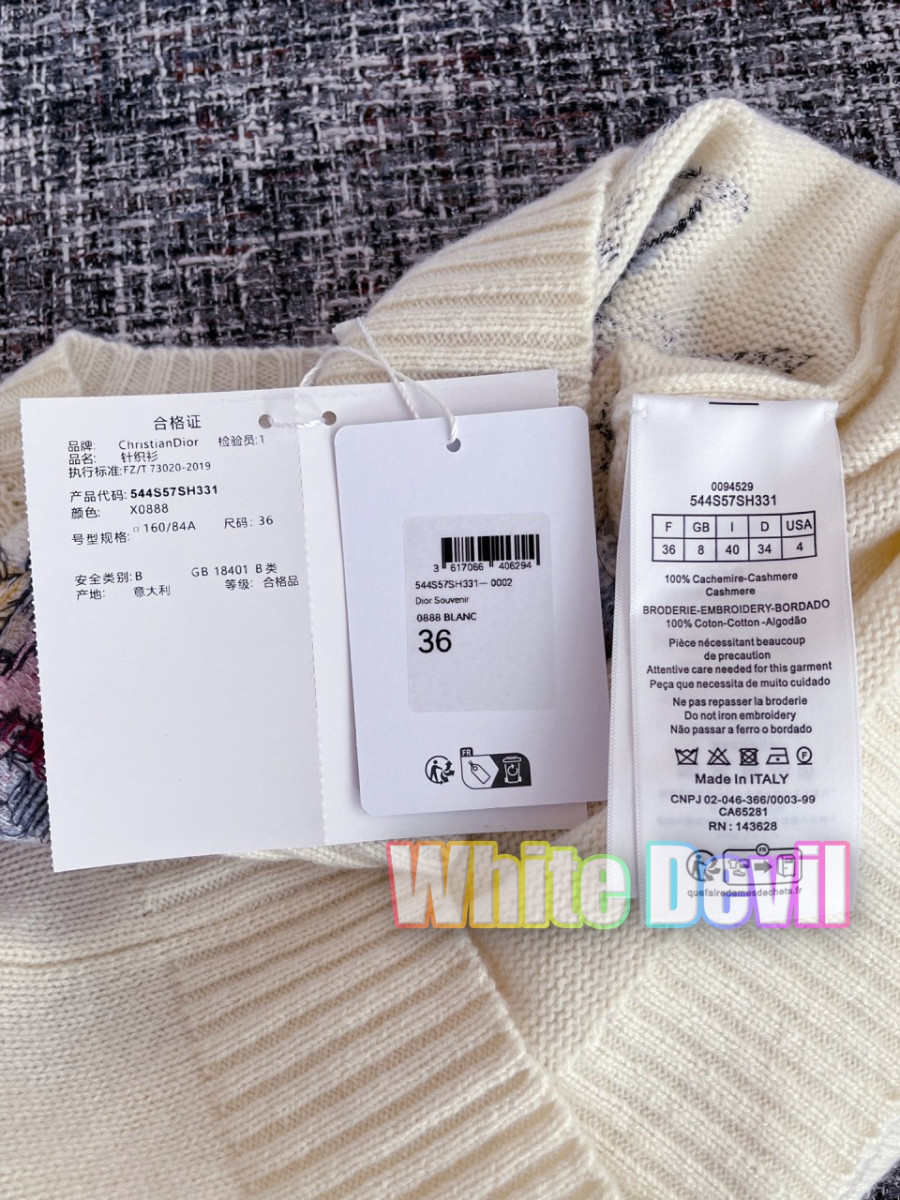 合格证
品牌: ChristianDior 检验员:1
品名: 针织衫
执行标准:FZ/T 73020-2019
产品代码: 544S57SH331
颜色: X0888
号型规格: 160/84A 尺码: 36
安全类别: B GB 18401 B类
产地: 意大利 等级: 合格品
3 617066 406294
544S57SH331— 0002
Dior Souvenir
0888 BLANC
36
FR
0094529
544S57SH331
F GB I D USA
36 8 40 34 4
100% Cachemire-Cashmere
Cashmere
BRODERIE-EMBROIDERY-BORDADO
100% Coton-Cotton -Algodão
Pièce nécessitant beaucoup
de precaution
Attentive care needed for this garment
Peça que necessita de muito cuidado
Ne pas repasser la broderie
Do not iron embroidery
Não passar a ferro o bordado
F
Made In ITALY
CNPJ 02-046-366/0003-99
CA65281
RN : 143628
FR
quefairedemesdechets.fr
White Devil